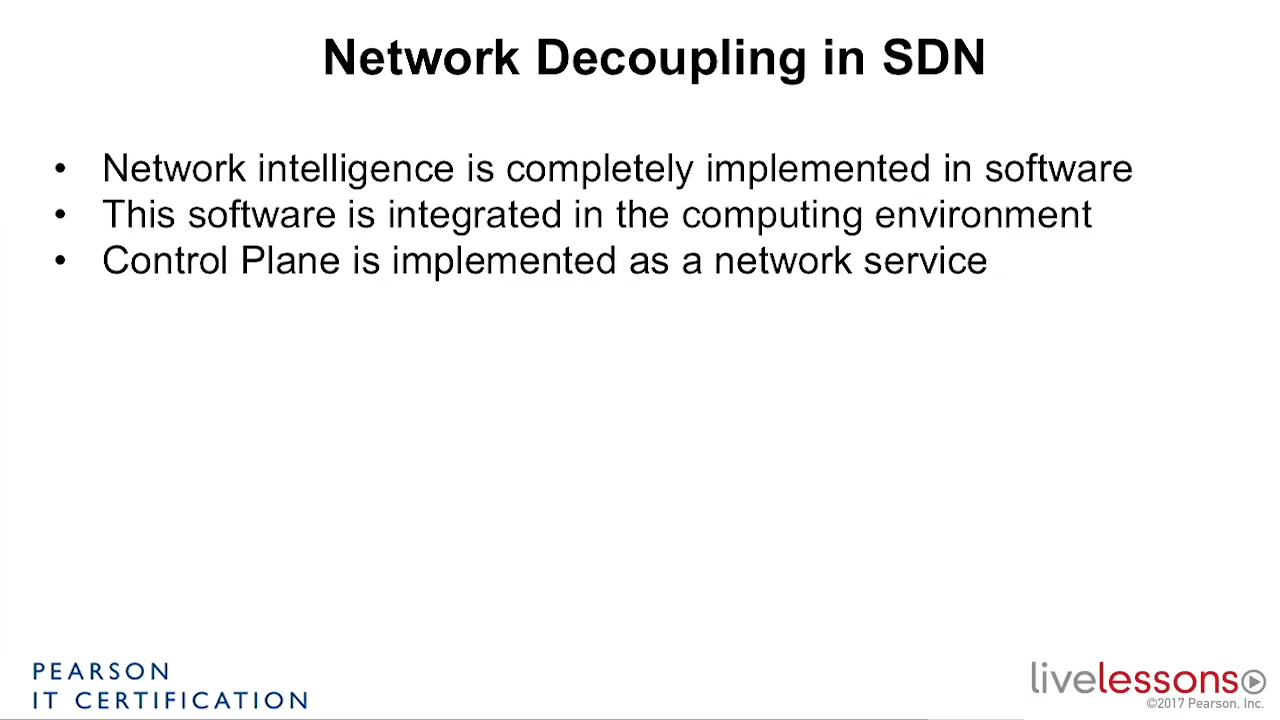 Network Decoupling in SDN
• Network intelligence is completely implemented in software
• This software is integrated in the computing environment
• Control Plane is implemented as a network service
PEARSON
IT CERTIFICATION
livelessons
©2017 Pearson, Inc.